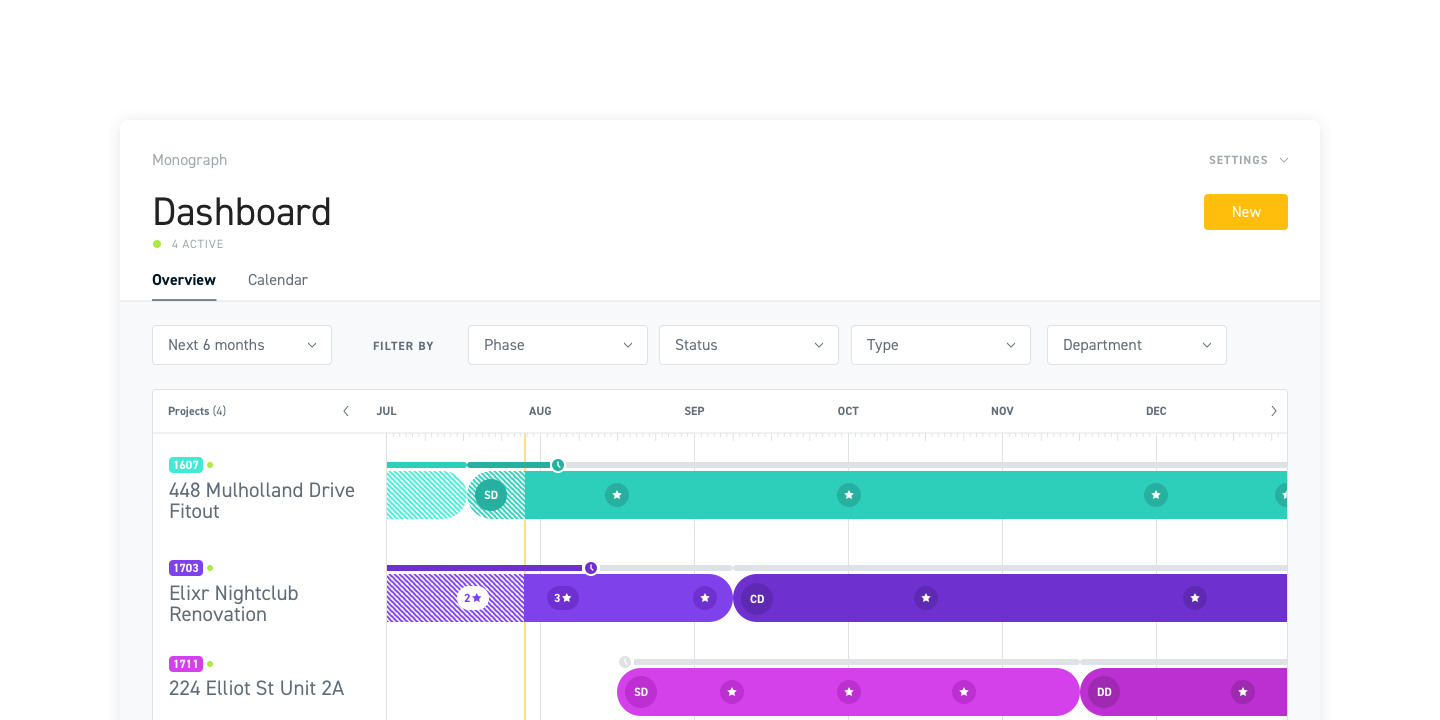 Monograph
SETTINGS
Dashboard
New
4 ACTIVE
Overview Calendar
Next 6 months FILTER BY Phase Status Type Department
Projects (4) JUL AUG SEP OCT NOV DEC
1607
448 Mulholland Drive
Fitout
SD
1703
Elixr Nightclub
Renovation
2 3 CD
1711
224 Elliot St Unit 2A
SD DD